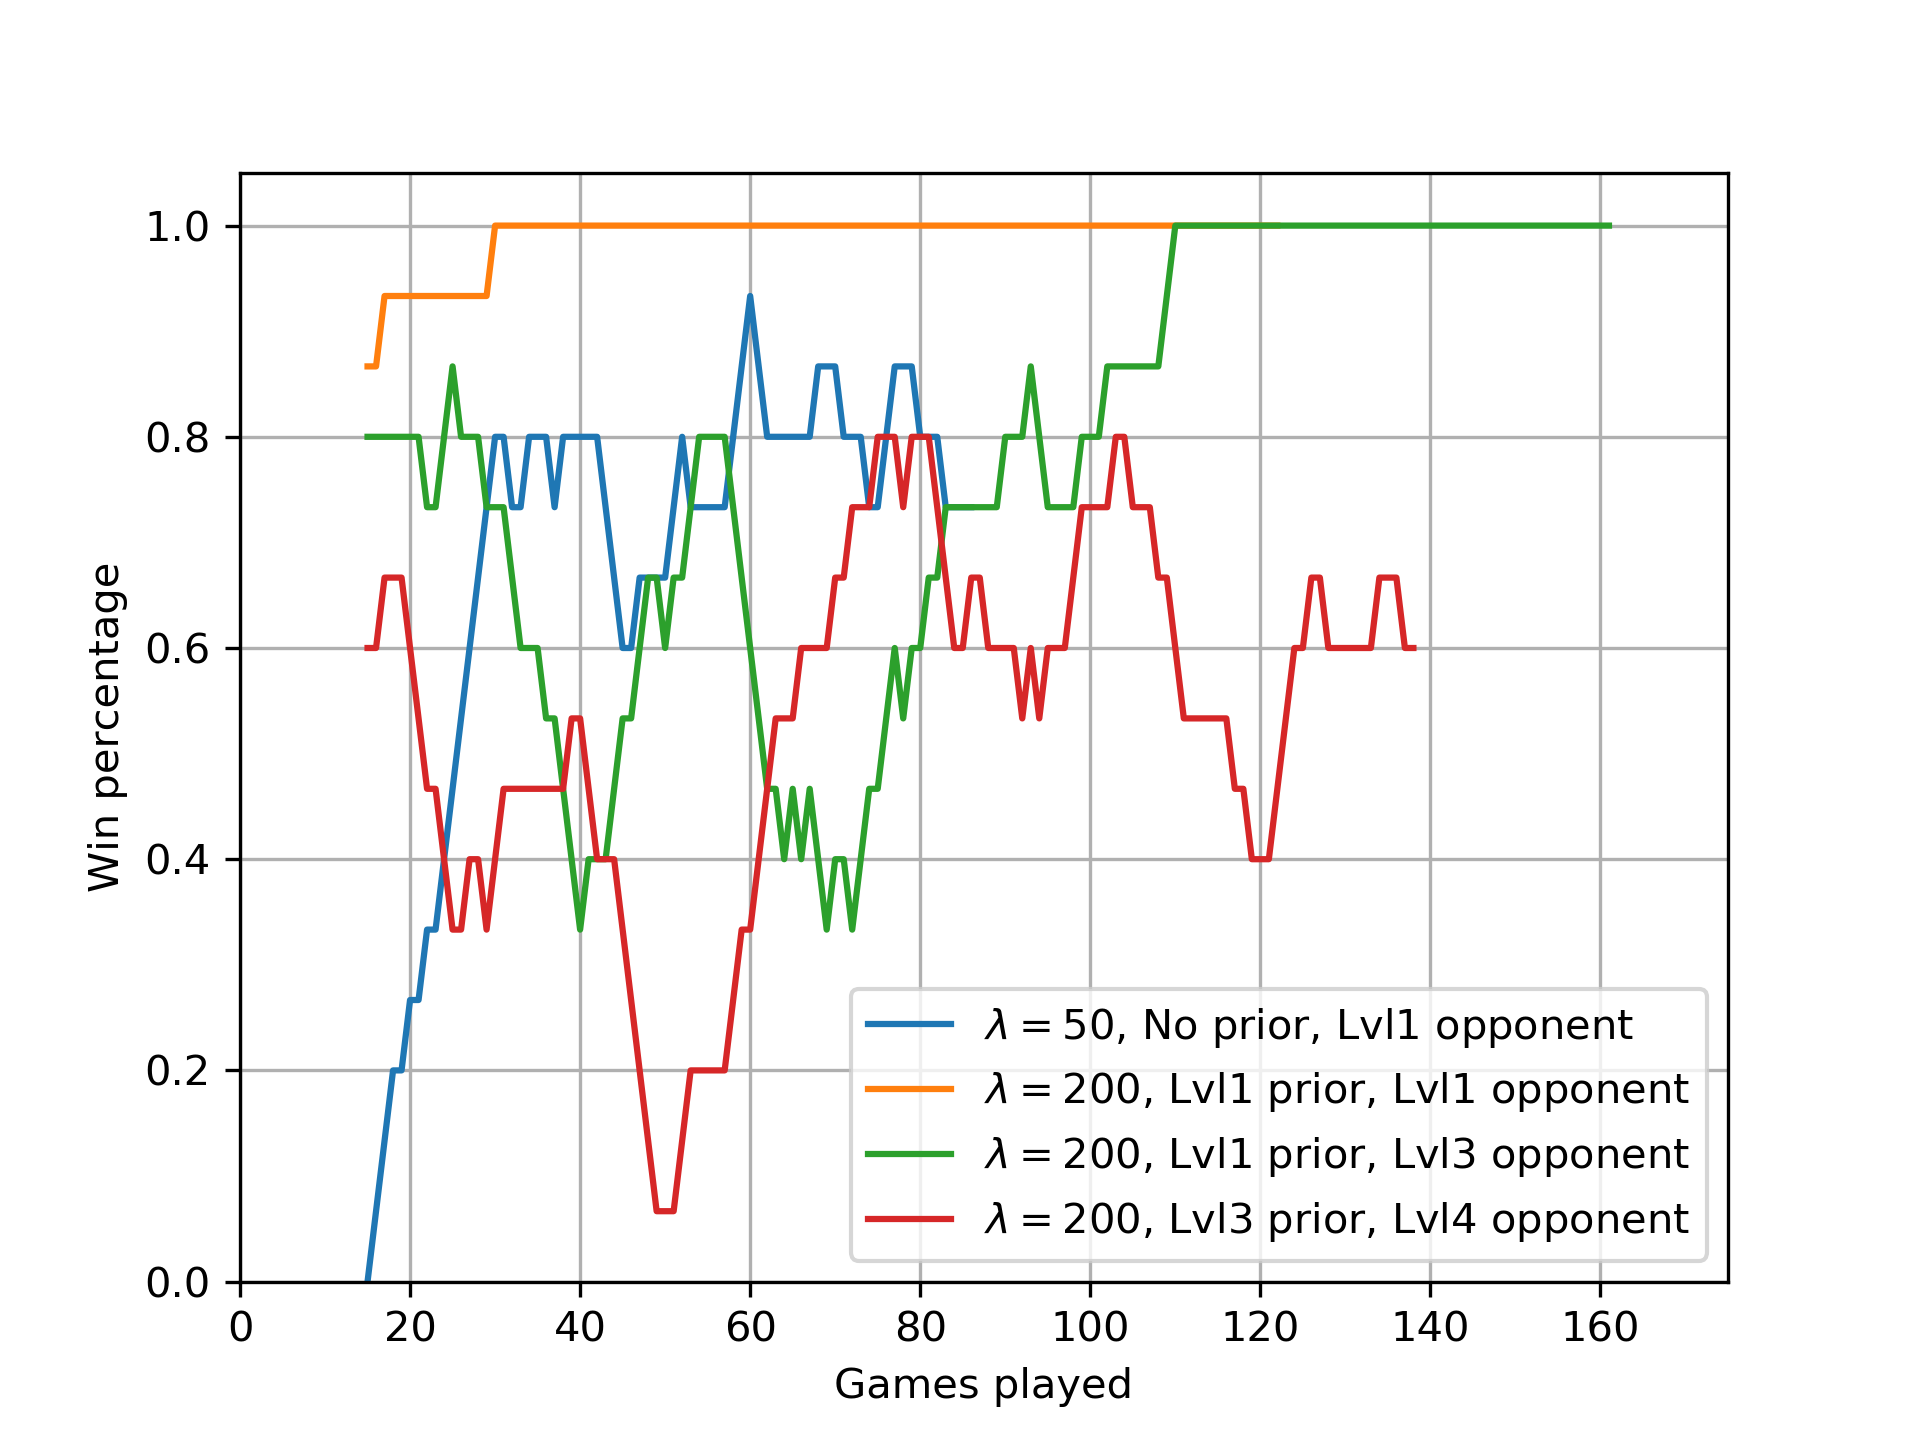 1.0
0.8
0.6
0.4
0.2
0.0
Win percentage
0 20 40 60 80 100 120 140 160
Games played
λ = 50, No prior, Lvl1 opponent
λ = 200, Lvl1 prior, Lvl1 opponent
λ = 200, Lvl1 prior, Lvl3 opponent
λ = 200, Lvl3 prior, Lvl4 opponent